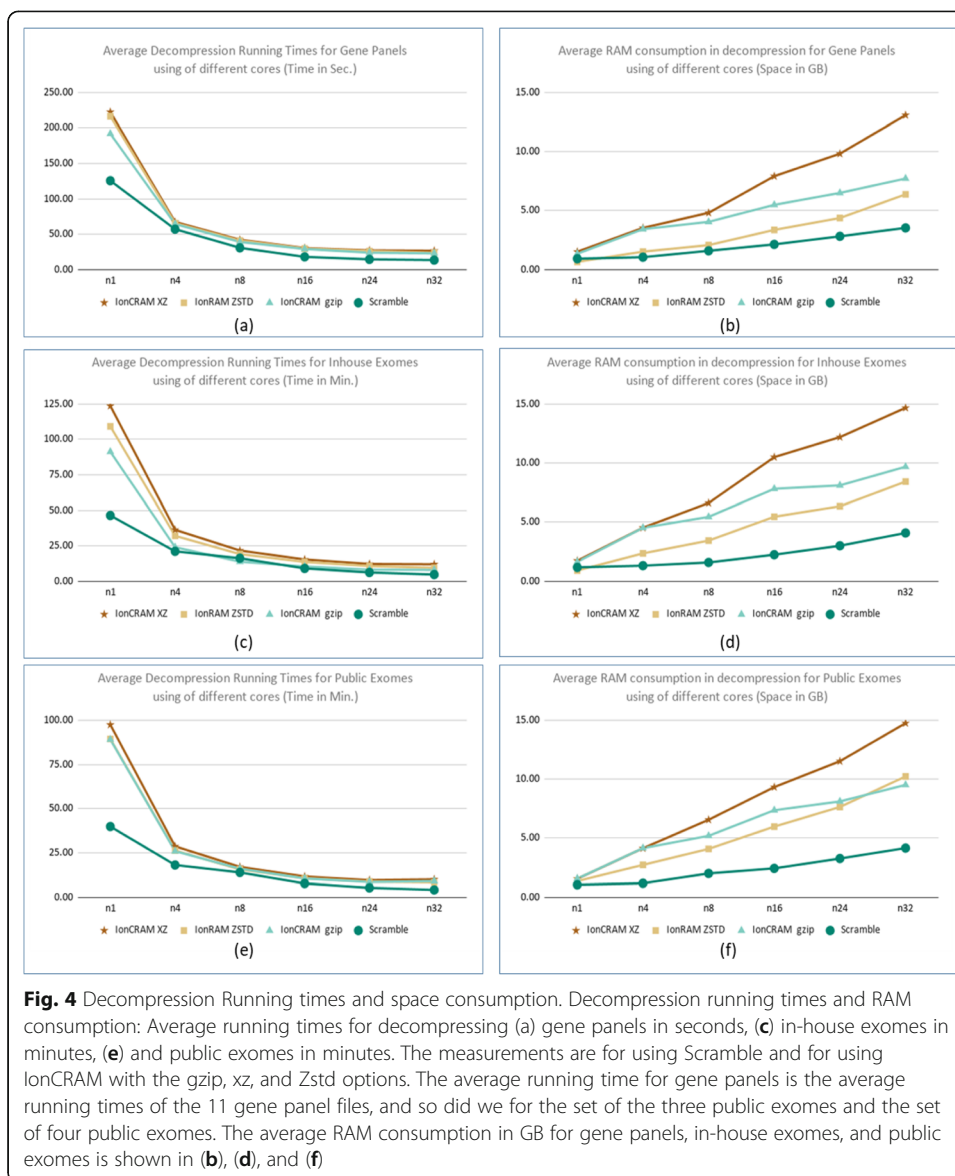 Average Decompression Running Times for Gene Panels
using of different cores (Time in Sec.)
250.00
200.00
150.00
100.00
50.00
0.00
n1 n4 n8 n16 n24 n32
IonCRAM XZ IonRAM ZSTD IonCRAM gzip Scramble
(a)
Average RAM consumption in decompression for Gene Panels
using of different cores (Space in GB)
15.00
10.00
5.00
0.00
n1 n4 n8 n16 n24 n32
IonCRAM XZ IonRAM ZSTD IonCRAM gzip Scramble
(b)
Average Decompression Running Times for Inhouse Exomes
using of different cores (Time in Min.)
125.00
100.00
75.00
50.00
25.00
0.00
n1 n4 n8 n16 n24 n32
IonCRAM XZ IonRAM ZSTD IonCRAM gzip Scramble
(c)
Average RAM consumption in decompression for Inhouse Exomes
using of different cores (Space in GB)
15.00
10.00
5.00
0.00
n1 n4 n8 n16 n24 n32
IonCRAM XZ IonRAM ZSTD IonCRAM gzip Scramble
(d)
Average Decompression Running Times for Public Exomes
using of different cores (Time in Min.)
100.00
75.00
50.00
25.00
0.00
n1 n4 n8 n16 n24 n32
IonCRAM XZ IonRAM ZSTD IonCRAM gzip Scramble
(e)
Average RAM consumption in decompression for Public Exomes
using of different cores (Space in GB)
15.00
10.00
5.00
0.00
n1 n4 n8 n16 n24 n32
IonCRAM XZ IonRAM ZSTD IonCRAM gzip Scramble
(f)
Fig. 4 Decompression Running times and space consumption. Decompression running times and RAM
consumption: Average running times for decompressing (a) gene panels in seconds, (c) in-house exomes in
minutes, (e) and public exomes in minutes. The measurements are for using Scramble and for using
IonCRAM with the gzip, xz, and Zstd options. The average running time for gene panels is the average
running times of the 11 gene panel files, and so did we for the set of the three public exomes and the set
of four public exomes. The average RAM consumption in GB for gene panels, in-house exomes, and public
exomes is shown in (b), (d), and (f)